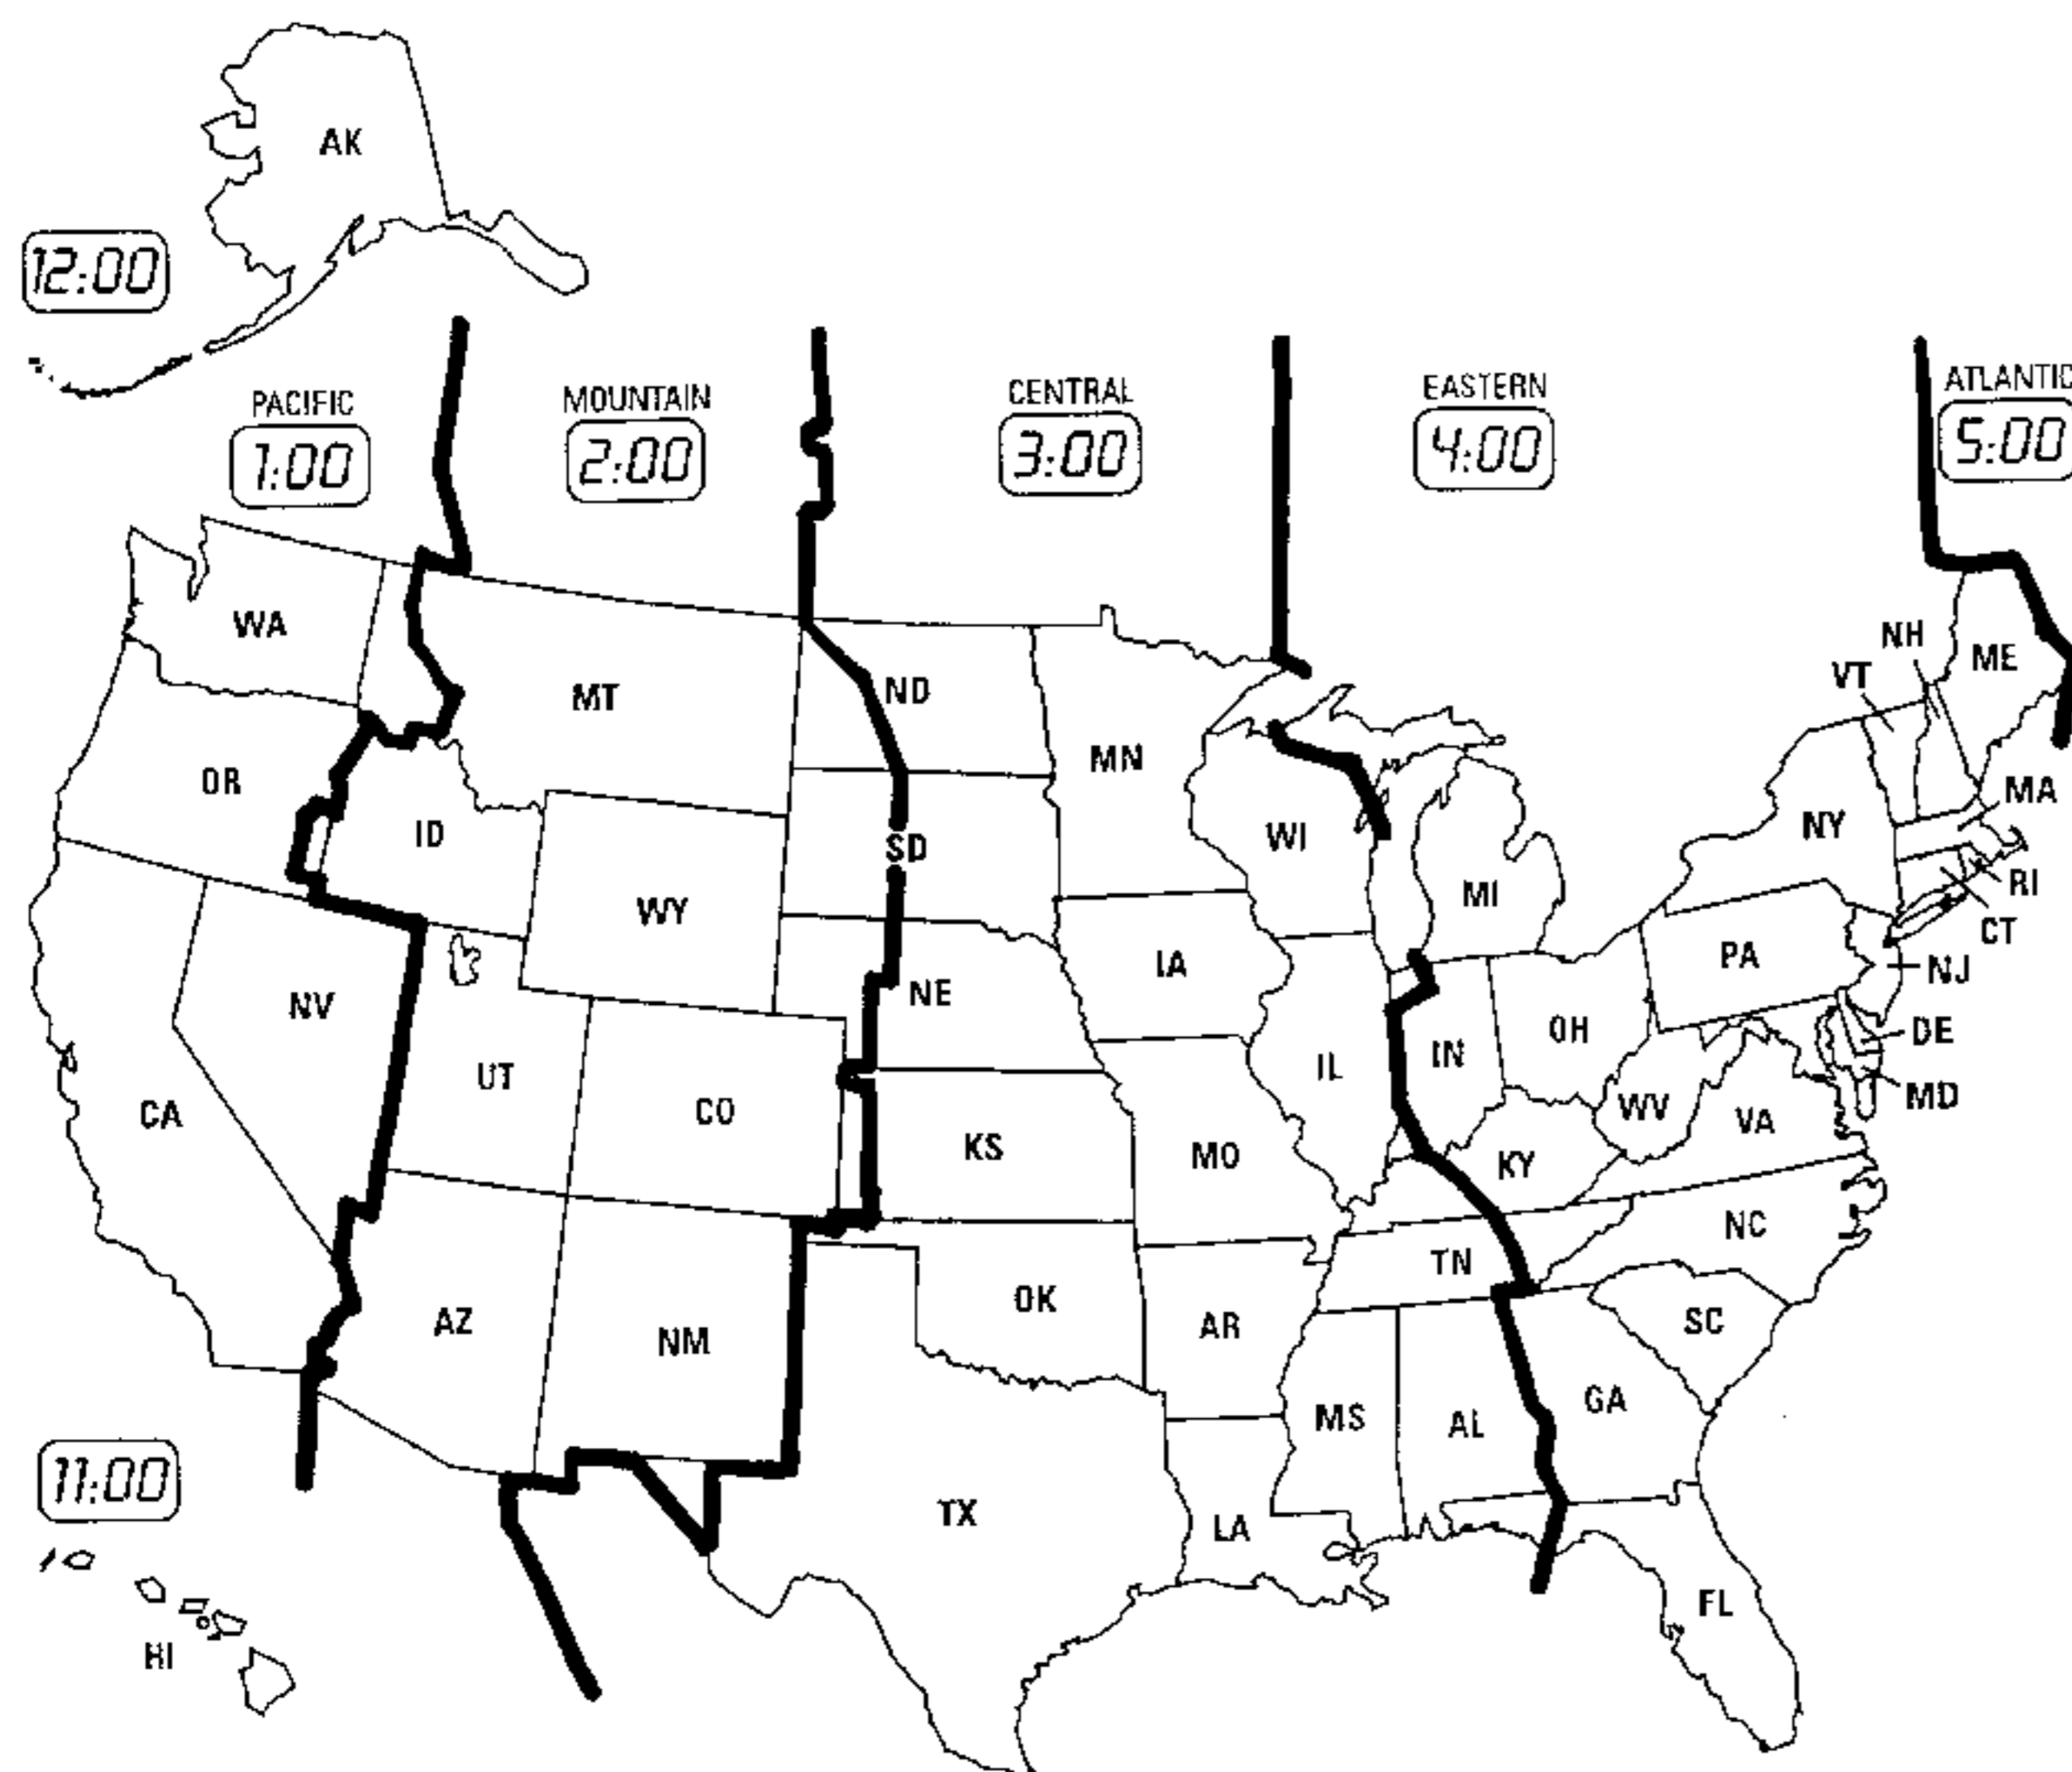 AK
12:00
PACIFIC
1:00
MOUNTAIN
2:00
CENTRAL
3:00
EASTERN
4:00
ATLANTIC
5:00
WA
MT
ND
MN
NH
ME
VT
OR
ID
SD
WI
MI
NY
MA
RI
CT
WY
IA
PA
NJ
NV
NE
IL
IN
OH
DE
UT
CO
KS
MO
KY
WV
VA
MD
CA
NC
AZ
NM
OK
AR
TN
SC
MS
AL
GA
11:00
TX
LA
FL
HI